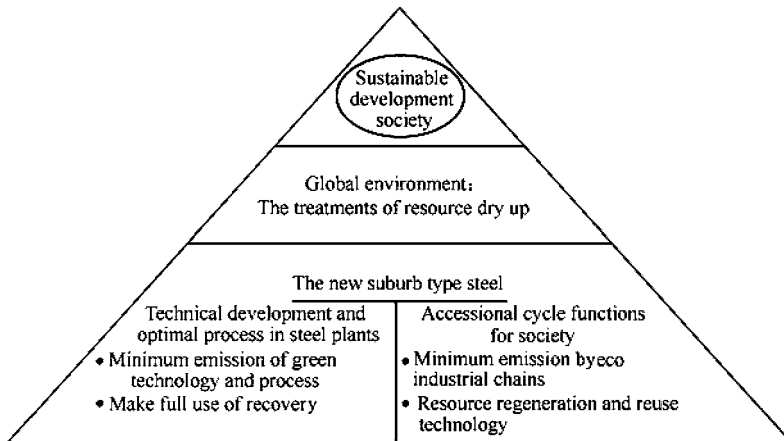 Sustainable
development
society
Global environment:
The treatments of resource dry up
The new suburb type steel
Technical development and
optimal process in steel plants
• Minimum emission of green
technology and process
• Make full use of recovery
Accessional cycle functions
for society
• Minimum emission byeco
industrial chains
• Resource regeneration and reuse
technology